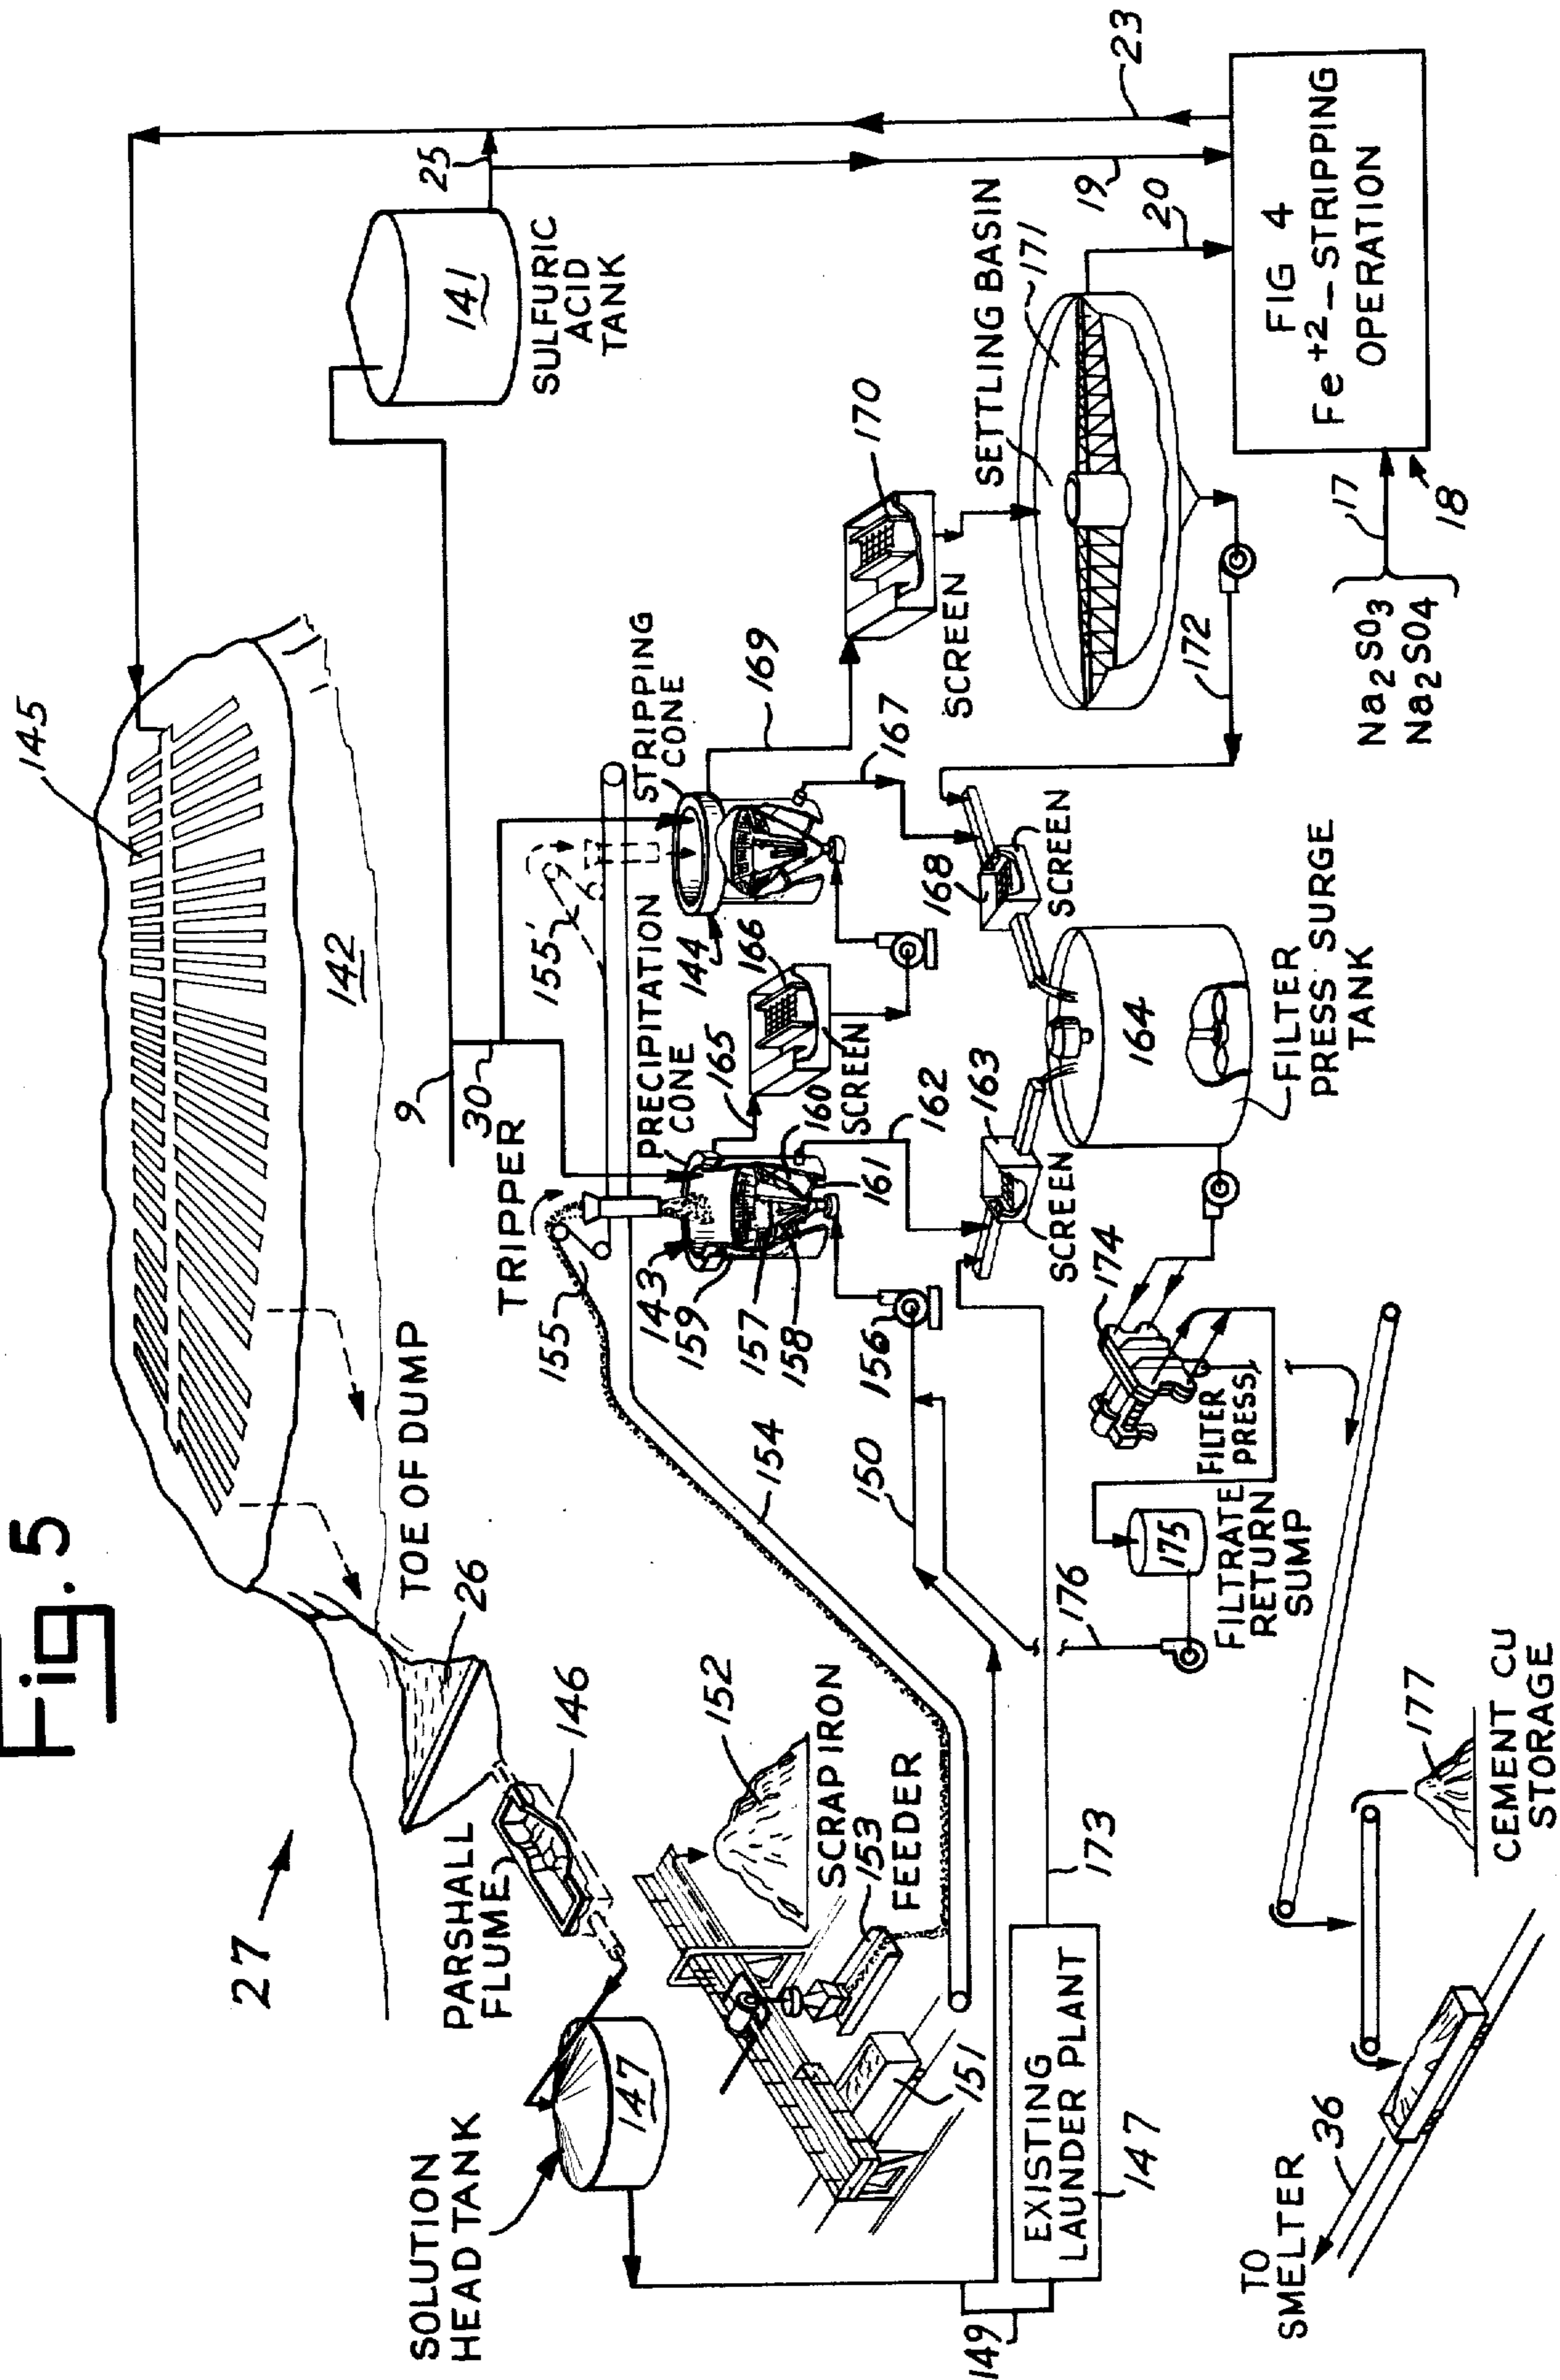 Fig. 5
27
145
142
TOE OF DUMP
26
PARSHALL
FLUME
146
SOLUTION
HEAD TANK
147
141
SULFURIC
ACID
TANK
25
23
19
20
9
30
TRIPPER
155
155'
PRECIPITATION
CONE
STRIPPING
CONE
143
159
157
158
144
165
166
160
SCREEN
161
162
169
167
170
SCREEN
SETTLING BASIN
171
FIG 4
Fe+2-STRIPPING
OPERATION
17
18
Na2SO3
Na2SO4
172
168
SCREEN
163
SCREEN
164
FILTER
PRESS SURGE
TANK
156
150
154
152
SCRAP IRON
153
FEEDER
151
EXISTING
LAUNDER PLANT
147
149
173
174
FILTER
PRESS
175
FILTRATE
RETURN
SUMP
176
177
CEMENT CU
STORAGE
TO
SMELTER
36